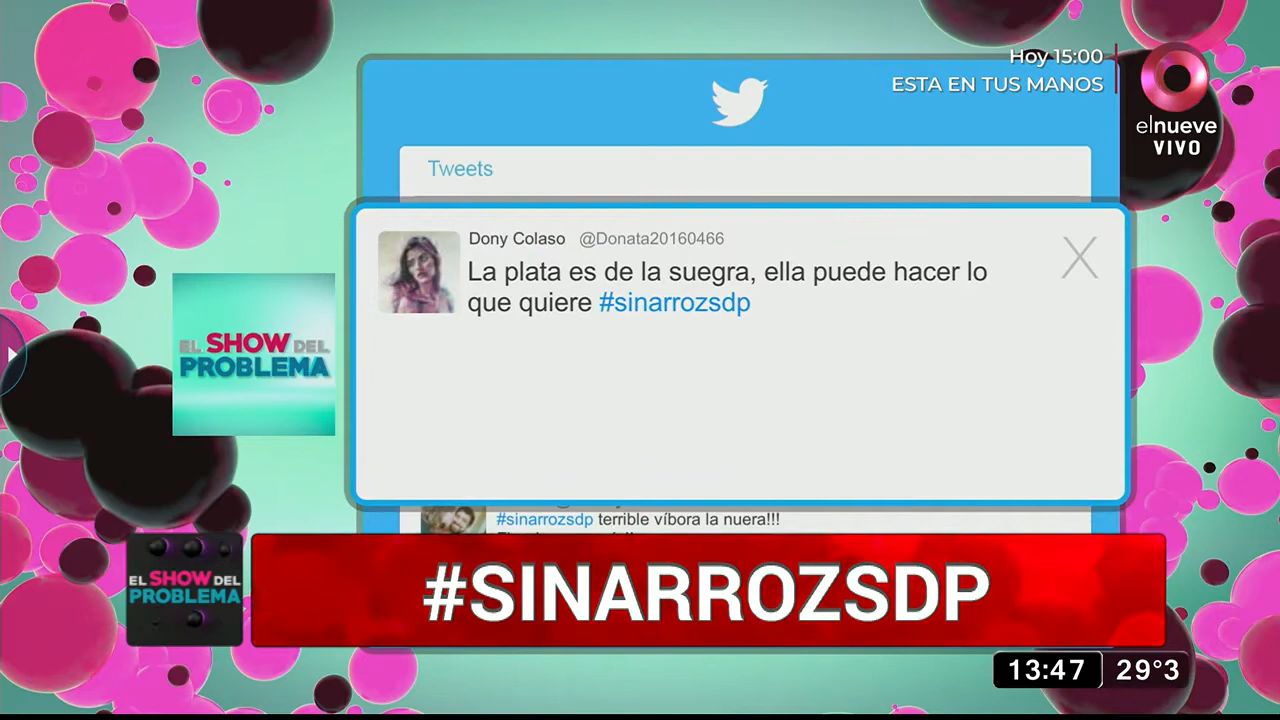 Hoy 15:00
ESTA EN TUS MANOS
elnueve
VIVO
Tweets
Dony Colaso @Donata20160466
La plata es de la suegra, ella puede hacer lo
que quiere #sinarrozsdp
EL SHOW DEL
PROBLEMA
#sinarrozsdp terrible víbora la nuera!!!
EL SHOW DEL
PROBLEMA
#SINARROZSDP
13:47 29°3